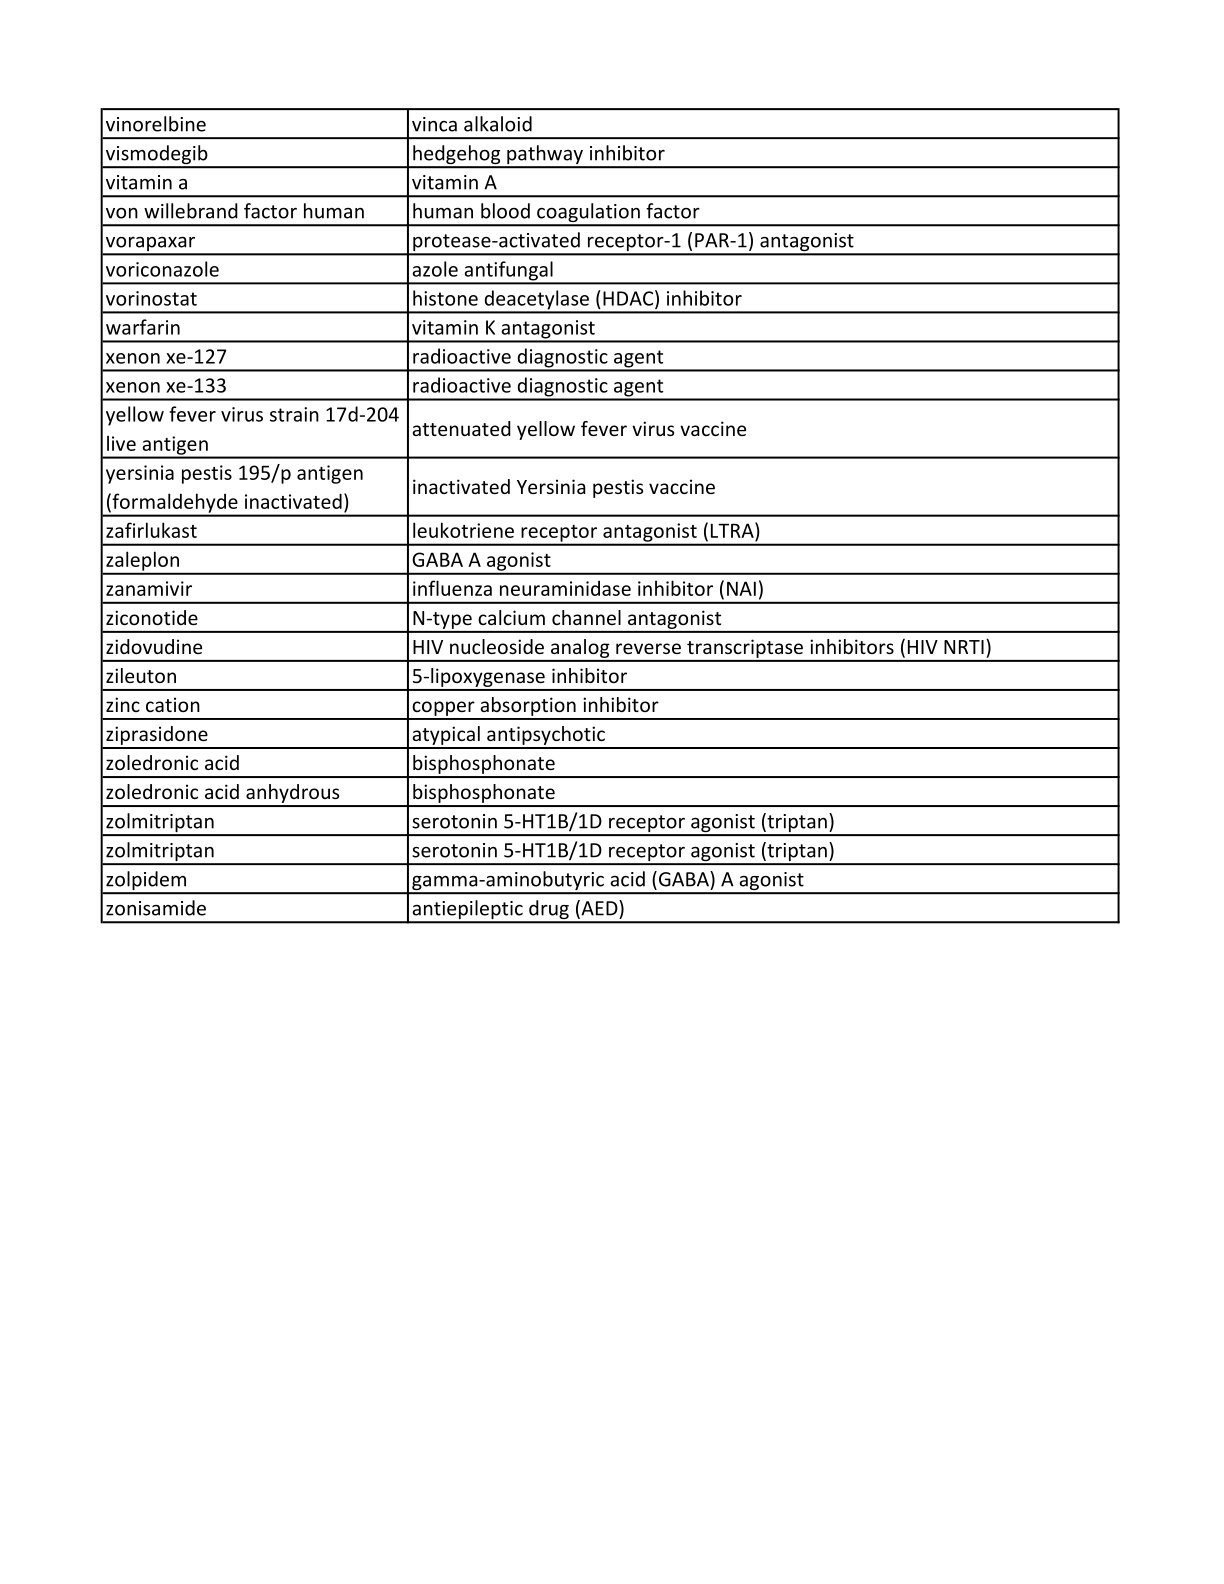 vinorelbine vinca alkaloid
vismodegib hedgehog pathway inhibitor
vitamin a vitamin A
von willebrand factor human human blood coagulation factor
vorapaxar protease-activated receptor-1 (PAR-1) antagonist
voriconazole azole antifungal
vorinostat histone deacetylase (HDAC) inhibitor
warfarin vitamin K antagonist
xenon xe-127 radioactive diagnostic agent
xenon xe-133 radioactive diagnostic agent
yellow fever virus strain 17d-204
live antigen
attenuated yellow fever virus vaccine
yersinia pestis 195/p antigen
(formaldehyde inactivated)
inactivated Yersinia pestis vaccine
zafirlukast leukotriene receptor antagonist (LTRA)
zaleplon GABA A agonist
zanamivir influenza neuraminidase inhibitor (NAI)
ziconotide N-type calcium channel antagonist
zidovudine HIV nucleoside analog reverse transcriptase inhibitors (HIV NRTI)
zileuton 5-lipoxygenase inhibitor
zinc cation copper absorption inhibitor
ziprasidone atypical antipsychotic
zoledronic acid bisphosphonate
zoledronic acid anhydrous bisphosphonate
zolmitriptan serotonin 5-HT1B/1D receptor agonist (triptan)
zolmitriptan serotonin 5-HT1B/1D receptor agonist (triptan)
zolpidem gamma-aminobutyric acid (GABA) A agonist
zonisamide antiepileptic drug (AED)